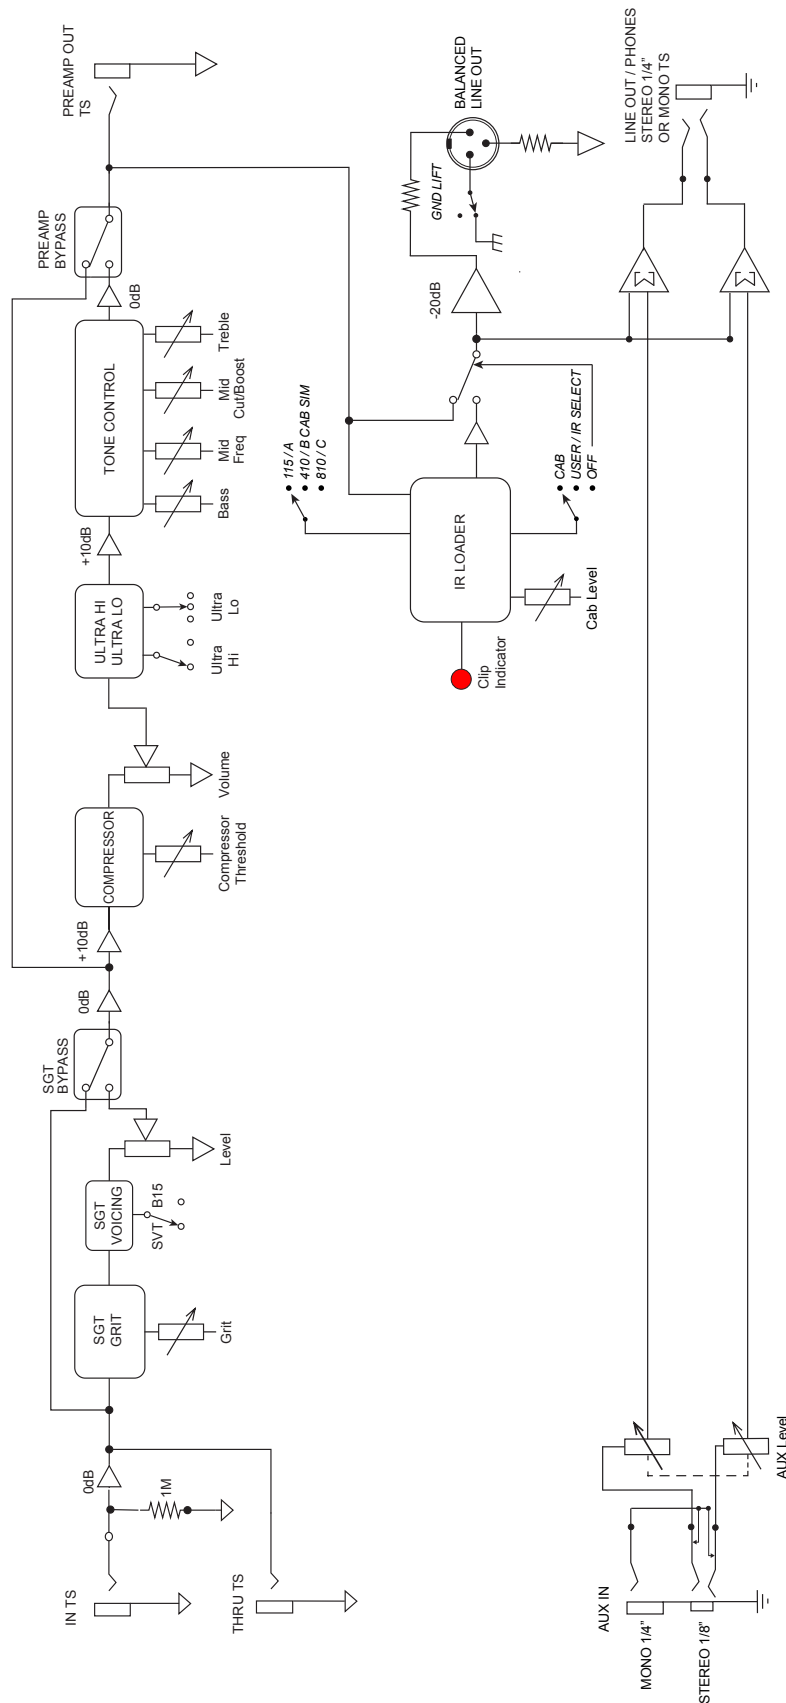 IN TS
THRU TS
0dB
1M
SGT
GRIT
Grit
SGT
VOICING
SVT
B15
Level
SGT
BYPASS
0dB
+10dB
COMPRESSOR
Compressor
Threshold
Volume
ULTRA HI
ULTRA LO
Ultra
Hi
Ultra
Lo
+10dB
TONE CONTROL
Bass
Mid
Freq
Mid
Cut/Boost
Treble
0dB
PREAMP
BYPASS
PREAMP OUT
TS
115 / A
410 / B CAB SIM
810 / C
IR LOADER
Clip
Indicator
Cab Level
CAB
USER / IR SELECT
OFF
-20dB
GND LIFT
BALANCED
LINE OUT
AUX IN
MONO 1/4"
STEREO 1/8"
AUX Level
Σ
Σ
LINE OUT / PHONES
STEREO 1/4"
OR MONO TS